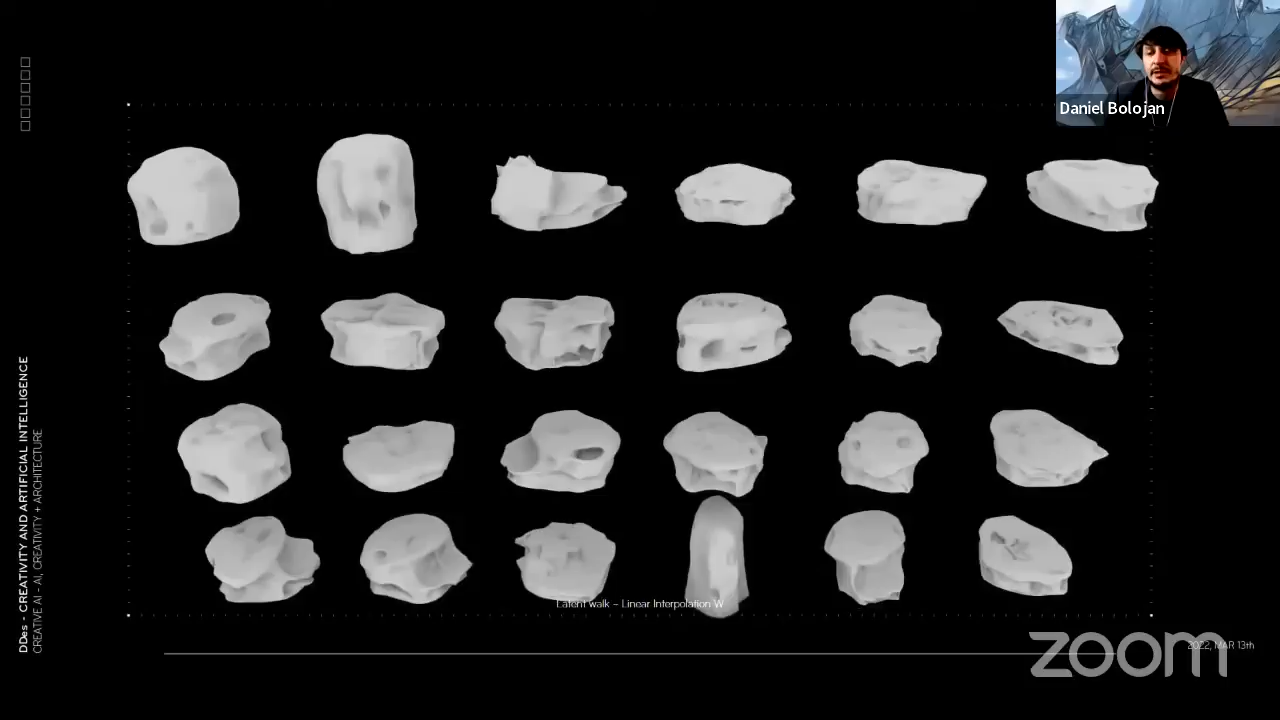 Daniel Bolojan
DDes - CREATIVITY AND ARTIFICIAL INTELLIGENCE
CREATIVE AI - AI, CREATIVITY + ARCHITECTURE
Latent walk – Linear Interpolation W
2022, MAR 13th
zoom